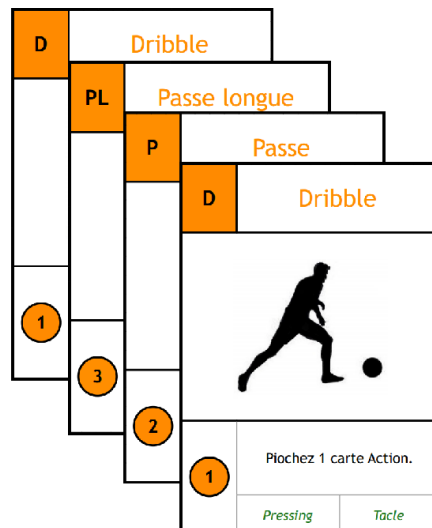 D Dribble
PL Passe longue
P Passe
D Dribble
1
3
2
1
Piochez 1 carte Action.
Pressing Tacle